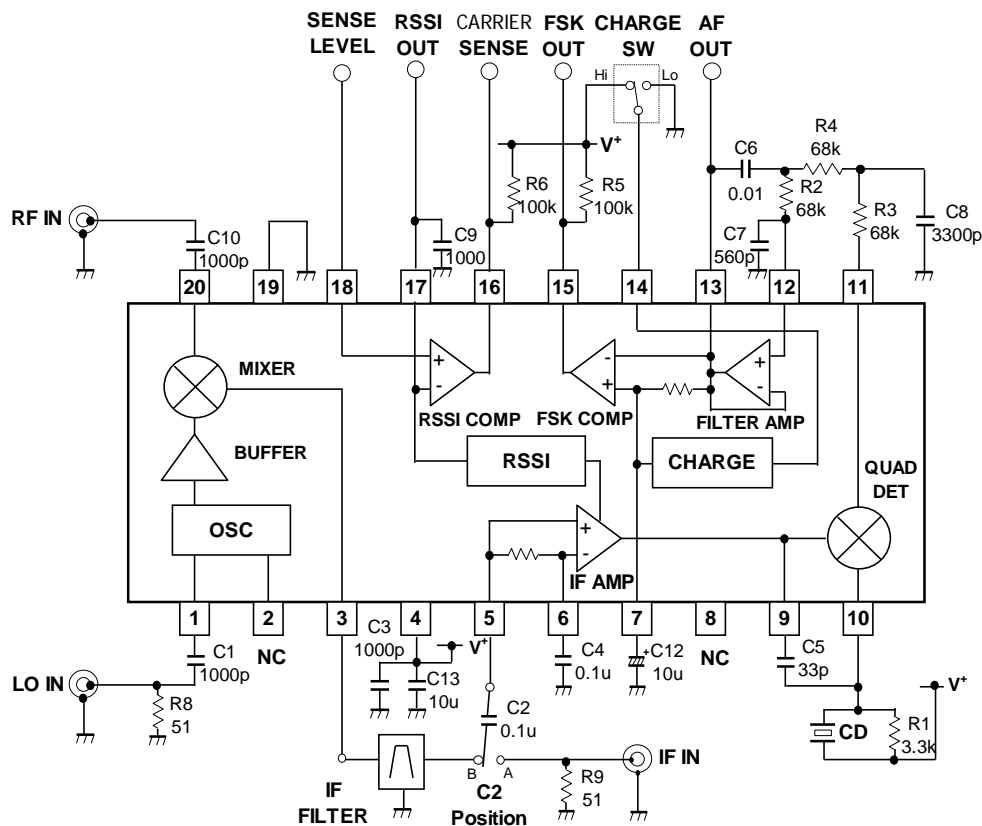 SENSE LEVEL
RSSI OUT
CARRIER SENSE
FSK OUT
CHARGE SW
AF OUT
Hi
Lo
V+
R6
100k
R5
100k
C6
0.01
R4
68k
R2
68k
R3
68k
C8
3300p
C7
560p
C9
1000
RF IN
C10
1000p
20
19
18
17
16
15
14
13
12
11
MIXER
BUFFER
OSC
+
-
RSSI COMP
-
+
FSK COMP
+
-
FILTER AMP
RSSI
CHARGE
+
-
IF AMP
QUAD DET
1
2
3
4
5
6
7
8
9
10
NC
NC
C1
1000p
LO IN
R8
51
C3
1000p
V+
C13
10u
C2
0.1u
C4
0.1u
+
C12
10u
C5
33p
CD
R1
3.3k
V+
IF FILTER
B
A
C2 Position
R9
51
IF IN